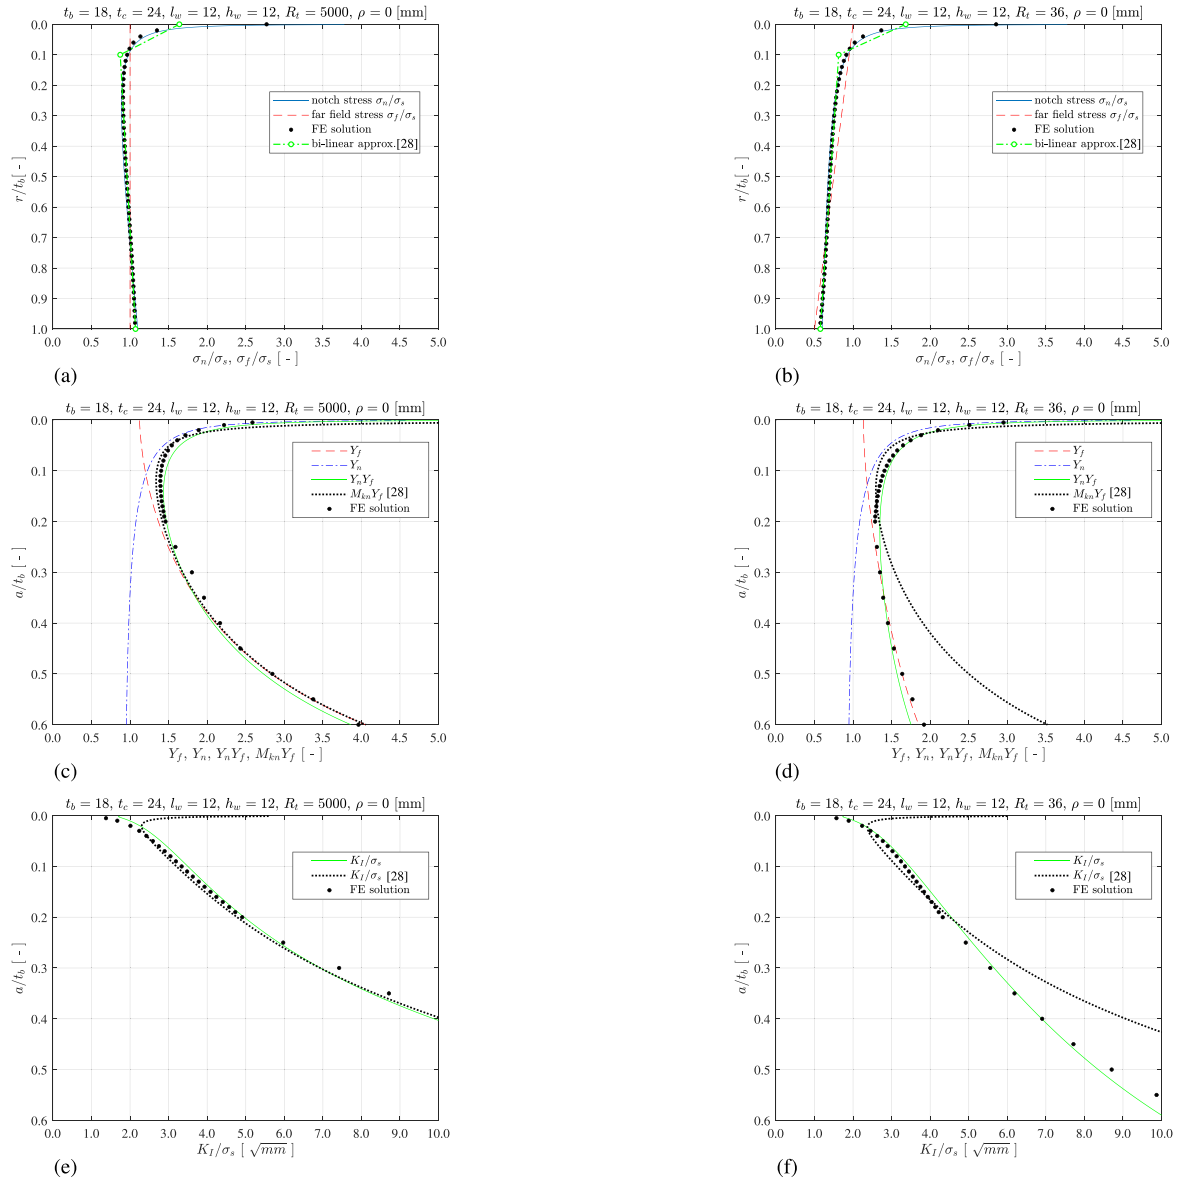 t_b = 18, t_c = 24, l_w = 12, h_w = 12, R_t = 5000, ρ = 0 [mm]
0.0
0.1
0.2
0.3
0.4
0.5
0.6
0.7
0.8
0.9
1.0
r/t_b[ - ]
notch stress σ_n/σ_s
far field stress σ_f/σ_s
FE solution
bi-linear approx.[28]
0.0 0.5 1.0 1.5 2.0 2.5 3.0 3.5 4.0 4.5 5.0
σ_n/σ_s, σ_f/σ_s [ - ]
(a)
t_b = 18, t_c = 24, l_w = 12, h_w = 12, R_t = 36, ρ = 0 [mm]
0.0
0.1
0.2
0.3
0.4
0.5
0.6
0.7
0.8
0.9
1.0
r/t_b[ - ]
notch stress σ_n/σ_s
far field stress σ_f/σ_s
FE solution
bi-linear approx.[28]
0.0 0.5 1.0 1.5 2.0 2.5 3.0 3.5 4.0 4.5 5.0
σ_n/σ_s, σ_f/σ_s [ - ]
(b)
t_b = 18, t_c = 24, l_w = 12, h_w = 12, R_t = 5000, ρ = 0 [mm]
0.0
0.1
0.2
0.3
0.4
0.5
0.6
a/t_b [ - ]
Y_f
Y_n
Y_nY_f
M_knY_f [28]
FE solution
0.0 0.5 1.0 1.5 2.0 2.5 3.0 3.5 4.0 4.5 5.0
Y_f, Y_n, Y_nY_f, M_knY_f [ - ]
(c)
t_b = 18, t_c = 24, l_w = 12, h_w = 12, R_t = 36, ρ = 0 [mm]
0.0
0.1
0.2
0.3
0.4
0.5
0.6
a/t_b [ - ]
Y_f
Y_n
Y_nY_f
M_knY_f [28]
FE solution
0.0 0.5 1.0 1.5 2.0 2.5 3.0 3.5 4.0 4.5 5.0
Y_f, Y_n, Y_nY_f, M_knY_f [ - ]
(d)
t_b = 18, t_c = 24, l_w = 12, h_w = 12, R_t = 5000, ρ = 0 [mm]
0.0
0.1
0.2
0.3
0.4
0.5
0.6
a/t_b [ - ]
K_I/σ_s
K_I/σ_s [28]
FE solution
0.0 1.0 2.0 3.0 4.0 5.0 6.0 7.0 8.0 9.0 10.0
K_I/σ_s [ √mm ]
(e)
t_b = 18, t_c = 24, l_w = 12, h_w = 12, R_t = 36, ρ = 0 [mm]
0.0
0.1
0.2
0.3
0.4
0.5
0.6
a/t_b [ - ]
K_I/σ_s
K_I/σ_s [28]
FE solution
0.0 1.0 2.0 3.0 4.0 5.0 6.0 7.0 8.0 9.0 10.0
K_I/σ_s [ √mm ]
(f)